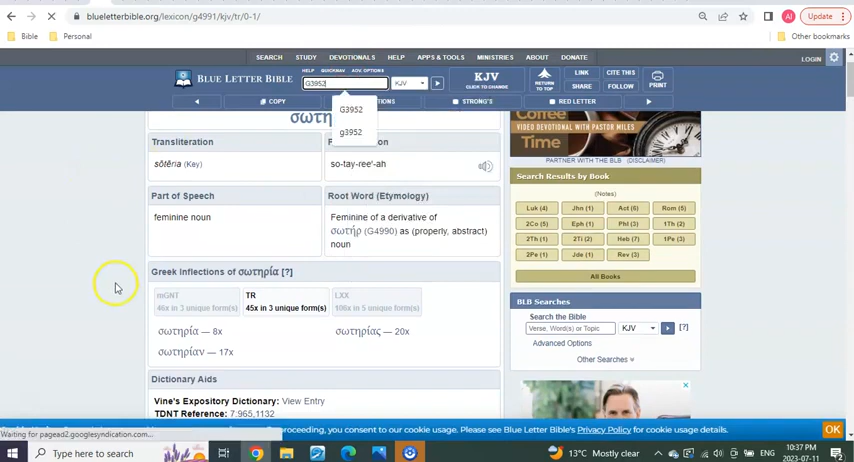 blueletterbible.org/lexicon/g4991/kjv/tr/0-1/
AI
Update
Bible
Personal
Other bookmarks
SEARCH STUDY DEVOTIONALS HELP APPS & TOOLS MINISTRIES ABOUT DONATE
LOGIN
HELP QUICKNAV ADV. OPTIONS
BLUE LETTER BIBLE
G3952
KJV
KJV
CLICK TO CHANGE
RETURN
TO TOP
LINK
CITE THIS
SHARE
FOLLOW
PRINT
COPY
TIONS
STRONG'S
RED LETTER
G3952
g3952
σωτη
Transliteration
sōtēria (Key)
so-tay-ree'-ah
Part of Speech
feminine noun
Root Word (Etymology)
Feminine of a derivative of
σωτήρ (G4990) as (properly, abstract)
noun
Greek Inflections of σωτηρία [?]
mGNT
46x in 3 unique form(s)
TR
45x in 3 unique form(s)
LXX
106x in 5 unique form(s)
σωτηρία — 8x
σωτηρίας — 20x
σωτηρίαν — 17x
Dictionary Aids
Vine's Expository Dictionary: View Entry
TDNT Reference: 7:965,1132
VIDEO DEVOTIONAL WITH PASTOR MILES
Time
PARTNER WITH THE BLB (DISCLAIMER)
Search Results by Book
(Notes)
Luk (4) Jhn (1) Act (6) Rom (5)
2Co (5) Eph (1) Phl (3) 1Th (2)
2Th (1) 2Ti (2) Heb (7) 1Pe (3)
2Pe (1) Jde (1) Rev (3)
All Books
BLB Searches
Search the Bible
Verse, Word(s) or Topic
KJV
[?]
Advanced Options
Other Searches
roceeding, you consent to our cookie usage. Please see Blue Letter Bible's Privacy Policy for cookie usage details.
OK
Waiting for pagead2.googlesyndication.com...
Type here to search
13°C Mostly clear
ENG
10:37 PM
2023-07-11
2